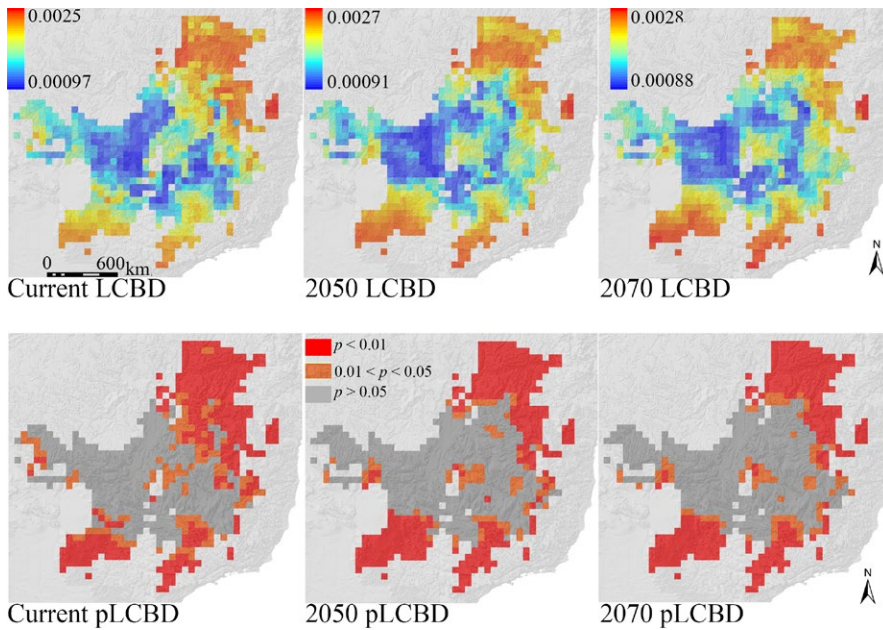 0.0025
0.00097
0 600
km
Current LCBD
0.0027
0.00091
2050 LCBD
0.0028
0.00088
2070 LCBD
N
Current pLCBD
p < 0.01
0.01 < p < 0,05
p > 0.05
2050 pLCBD
2070 pLCBD
N